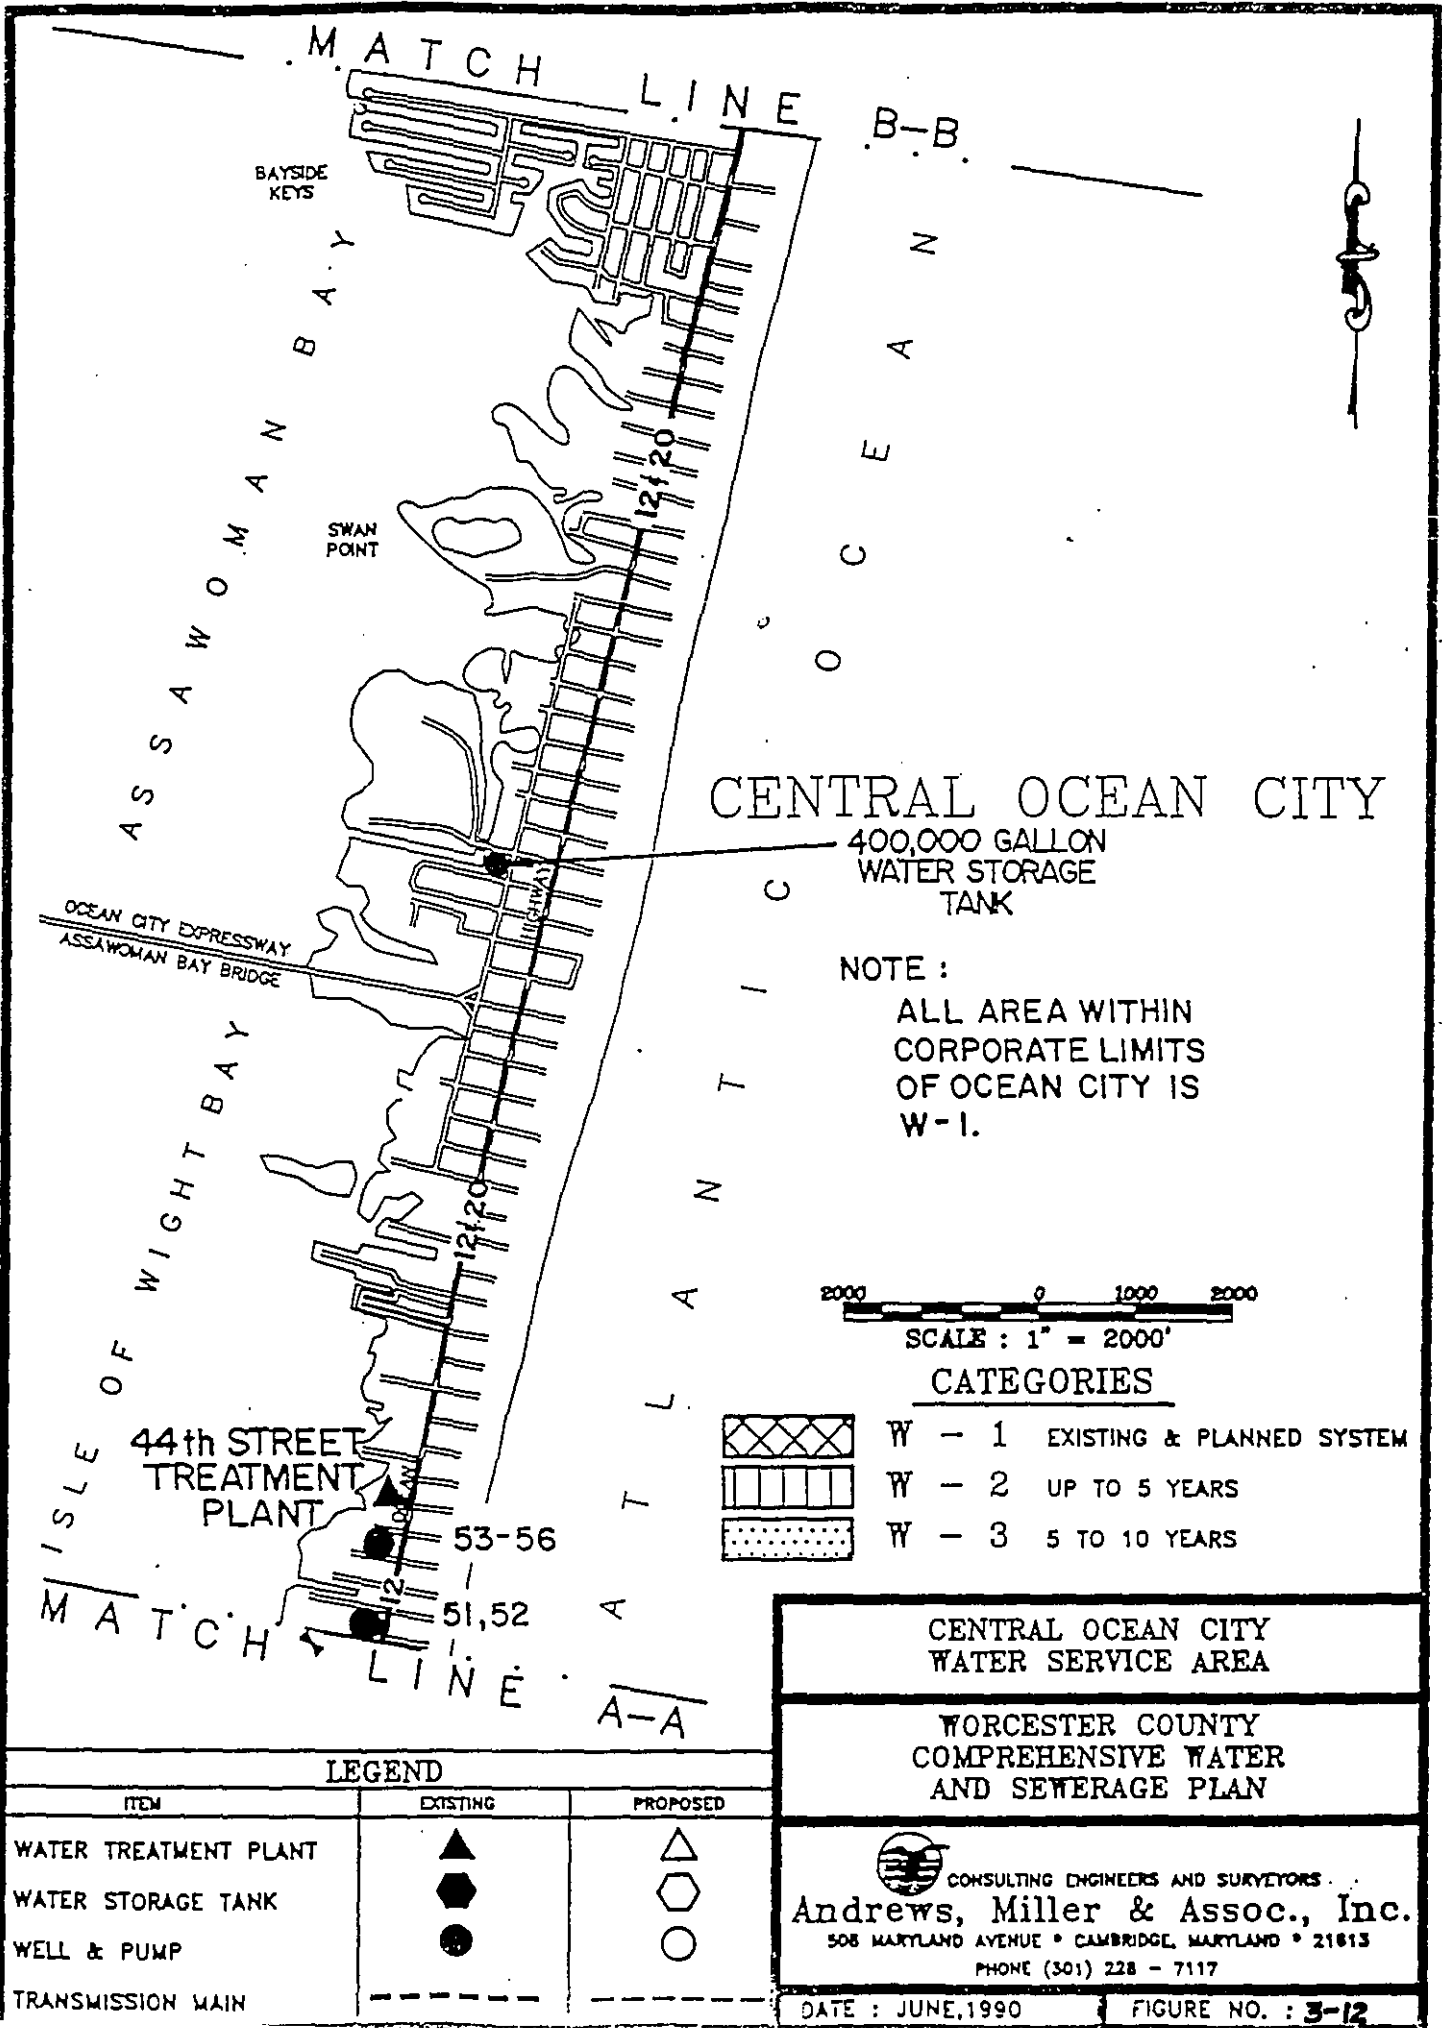 MATCH LINE B-B
BAYSIDE
KEYS
ASSAWOMAN BAY
ATLANTIC OCEAN
12 & 20
SWAN
POINT
CENTRAL OCEAN CITY
400,000 GALLON
WATER STORAGE
TANK
HIGHWAY
OCEAN CITY EXPRESSWAY
ASSAWOMAN BAY BRIDGE
NOTE :
ALL AREA WITHIN
CORPORATE LIMITS
OF OCEAN CITY IS
W-1.
ISLE OF WIGHT BAY
12 & 20
2000 0 1000 2000
SCALE : 1" = 2000'
CATEGORIES
W - 1 EXISTING & PLANNED SYSTEM
W - 2 UP TO 5 YEARS
W - 3 5 TO 10 YEARS
44th STREET
TREATMENT
PLANT
OCEAN
53-56
12
51,52
MATCH LINE A-A
CENTRAL OCEAN CITY
WATER SERVICE AREA
WORCESTER COUNTY
COMPREHENSIVE WATER
AND SEWERAGE PLAN
LEGEND
ITEM EXISTING PROPOSED
WATER TREATMENT PLANT
WATER STORAGE TANK
WELL & PUMP
TRANSMISSION MAIN
CONSULTING ENGINEERS AND SURVEYORS
Andrews, Miller & Assoc., Inc.
508 MARYLAND AVENUE * CAMBRIDGE, MARYLAND * 21613
PHONE (301) 228 - 7117
DATE : JUNE,1990 FIGURE NO. : 3-12